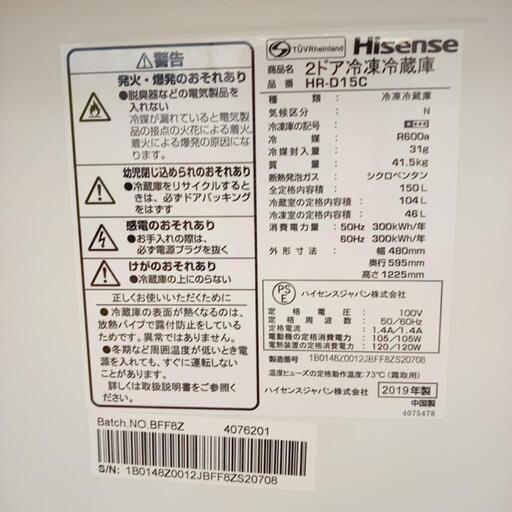 ⚠警告
発火・爆発のおそれあり
●脱臭器などの電気製品を
入れない
冷媒が漏れていると電気製
品の接点の火花による着火、
着火による爆発の原因に
幼児閉じ込められのおそれあり
●冷蔵庫をリサイクルするとき
は、必ずドアパッキング
をはずす
感電のおそれあり
●お手入れの際は、必
ず電源プラグを抜く
けがのおそれあり
●冷蔵庫の上にのらない
正しくお使いいただくために
●冷蔵庫の表面が熱くなるのは、
放熱パイプで露付防止をしているた
めです。異常ではありません。
●冬期など周囲温度が低いとき電
源を入れても、すぐに運転しない
ことがありますが異常ではありません。
詳しくは取扱説明書をご覧ください。
TÜVRheinland
Hisense
商品名 2ドア冷凍冷蔵庫
品番 HR-D15C
種類: 冷凍冷蔵庫
気候区分: N
冷凍庫の記号:
冷媒: R600a
冷媒封入量: 31g
質量: 41.5kg
断熱発泡ガス: シクロペンタン
全定格内容積: 150L
冷蔵室の定格内容積: 104L
冷凍室の定格内容積: 46L
消費電力量: 50Hz 300kWh/年
60Hz 300kWh/年
外形寸法: 幅 480mm
奥行 595mm
高さ 1225mm
PS
E
ハイセンスジャパン株式会社
定格電圧: 100V
定格周波数: 50/60Hz
定格電流: 1.4A/1.4A
電動機の定格消費電力: 105/105W
電熱装置の定格消費電力: 120/120W
製造番号: 1B0148Z0012JBFF8ZS20708
温度ヒューズの定格動作温度: 73℃(霜取用)
ハイセンスジャパン株式会社
2019年製
中国製
4075478
Batch.NO.BFF8Z 4076201
S/N: 1B0148Z0012JBFF8ZS20708